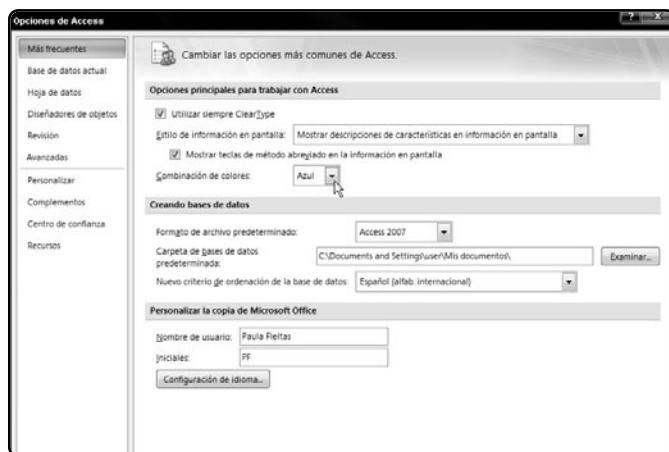 Opciones de Access
Más frecuentes
Base de datos actual
Hoja de datos
Diseñadores de objetos
Revisión
Avanzadas
Personalizar
Complementos
Centro de confianza
Recursos
Cambiar las opciones más comunes de Access.
Opciones principales para trabajar con Access
Utilizar siempre ClearType
Estilo de información en pantalla: Mostrar descripciones de características en información en pantalla
Mostrar teclas de método abreviado en la información en pantalla
Combinación de colores: Azul
Creando bases de datos
Formato de archivo predeterminado: Access 2007
Carpeta de bases de datos
predeterminada: C:\Documents and Settings\user\Mis documentos\ Examinar...
Nuevo criterio de ordenación de la base de datos: Español (alfab. internacional)
Personalizar la copia de Microsoft Office
Nombre de usuario: Paula Fleitas
Iniciales: PF
Configuración de idioma...